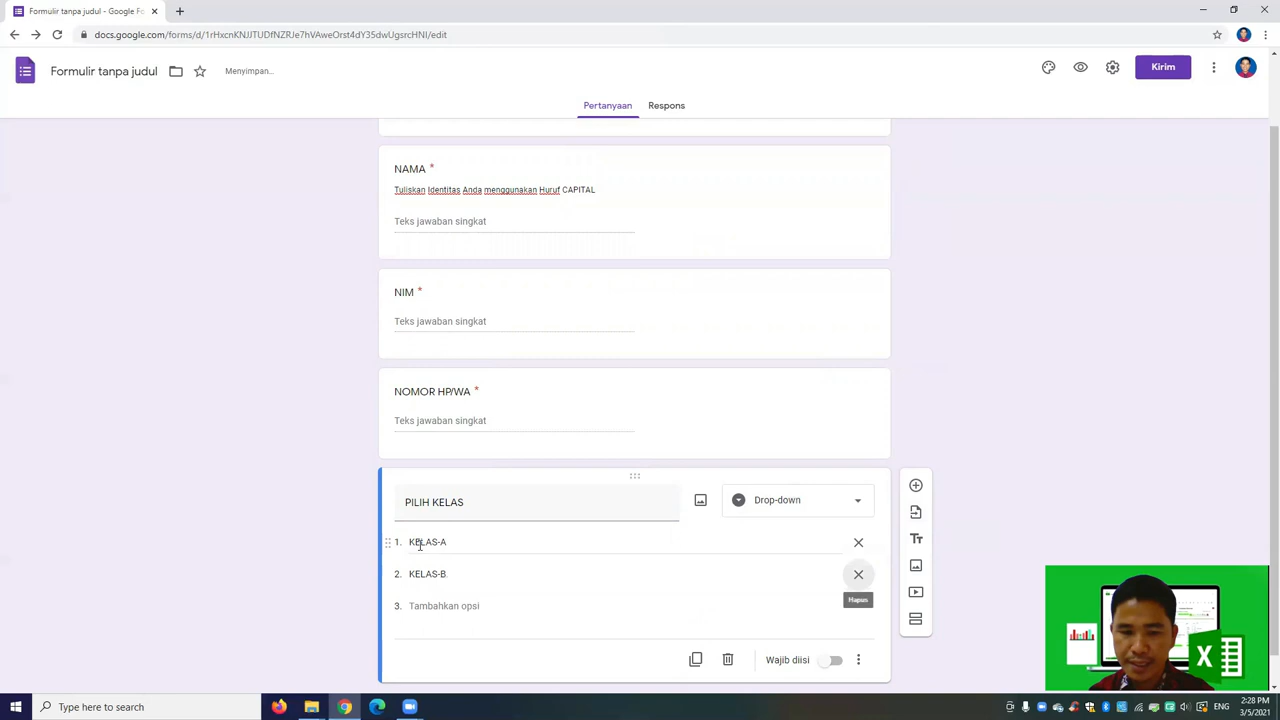 Formulir tanpa judul - Google Fo
docs.google.com/forms/d/1rHxcnKNJJTUDfNZRJe7hVAweOrst4dY35dwUgsrcHNI/edit
Formulir tanpa judul
Menyimpan...
Kirim
Pertanyaan
Respons
NAMA *
Tuliskan Identitas Anda menggunakan Huruf CAPITAL
Teks jawaban singkat
NIM *
Teks jawaban singkat
NOMOR HP/WA *
Teks jawaban singkat
PILIH KELAS
Drop-down
1. KELAS-A
2. KELAS-B.
Hapus
3. Tambahkan opsi
Wajib diisi
Tt
X
Type here to search
ENG
2:28 PM
3/5/2021